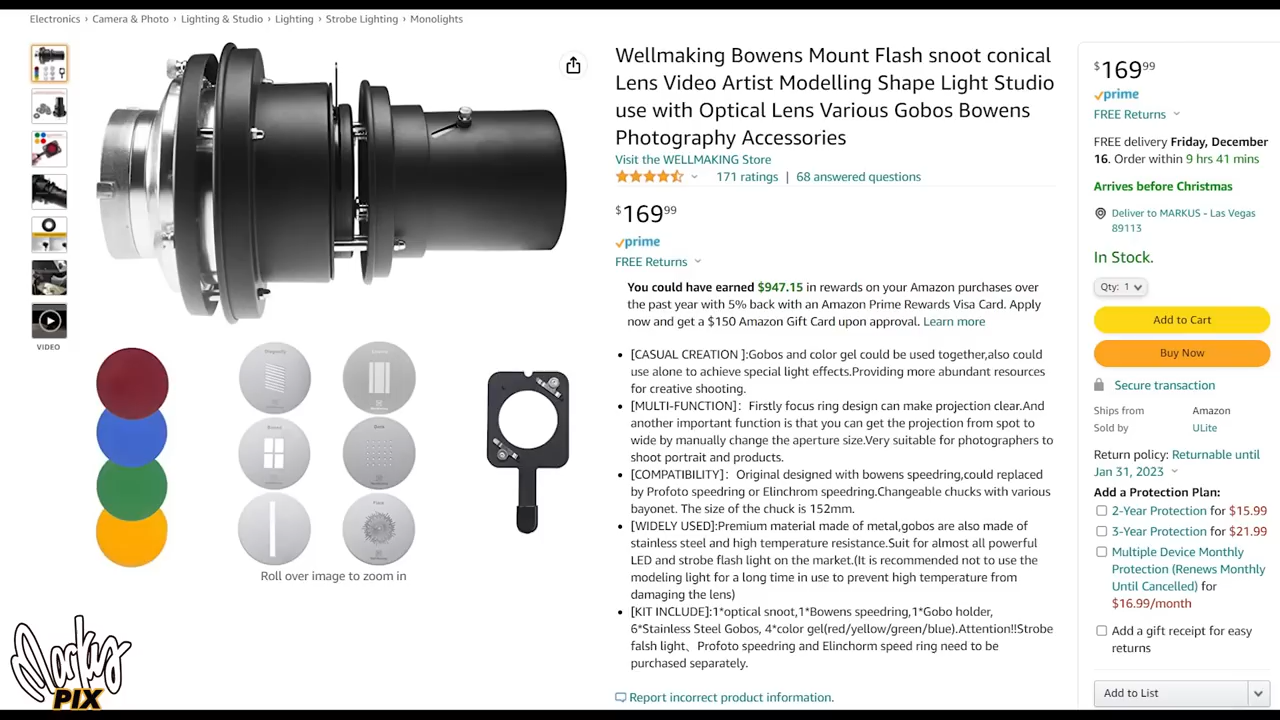 Electronics › Camera & Photo › Lighting & Studio › Lighting › Strobe Lighting › Monolights
Wellmaking Bowens Mount Flash snoot conical
Lens Video Artist Modelling Shape Light Studio
use with Optical Lens Various Gobos Bowens
Photography Accessories
Visit the WELLMAKING Store
171 ratings | 68 answered questions
$169.99
prime
FREE Returns
You could have earned $947.15 in rewards on your Amazon purchases over
the past year with 5% back with an Amazon Prime Rewards Visa Card. Apply
now and get a $150 Amazon Gift Card upon approval. Learn more
[CASUAL CREATION ]:Gobos and color gel could be used together,also could
use alone to achieve special light effects.Providing more abundant resources
for creative shooting.
[MULTI-FUNCTION]： Firstly focus ring design can make projection clear.And
another important function is that you can get the projection from spot to
wide by manually change the aperture size.Very suitable for photographers to
shoot portrait and products.
[COMPATIBILITY]： Original designed with bowens speedring,could replaced
by Profoto speedring or Elinchrom speedring.Changeable chucks with various
bayonet. The size of the chuck is 152mm.
[WIDELY USED]:Premium material made of metal,gobos are also made of
stainless steel and high temperature resistance.Suit for almost all powerful
LED and strobe flash light on the market.(It is recommended not to use the
modeling light for a long time in use to prevent high temperature from
damaging the lens)
[KIT INCLUDE]:1*optical snoot,1*Bowens speedring,1*Gobo holder,
6*Stainless Steel Gobos, 4*color gel(red/yellow/green/blue).Attention!!Strobe
falsh light、Profoto speedring and Elinchorm speed ring need to be
purchased separately.
Report incorrect product information.
VIDEO
Roll over image to zoom in
Markus
PIX
$169.99
prime
FREE Returns
FREE delivery Friday, December
16. Order within 9 hrs 41 mins
Arrives before Christmas
Deliver to MARKUS - Las Vegas
89113
In Stock.
Qty: 1
Add to Cart
Buy Now
Secure transaction
Ships from Amazon
Sold by ULite
Return policy: Returnable until
Jan 31, 2023
Add a Protection Plan:
2-Year Protection for $15.99
3-Year Protection for $21.99
Multiple Device Monthly
Protection (Renews Monthly
Until Cancelled) for
$16.99/month
Add a gift receipt for easy
returns
Add to List